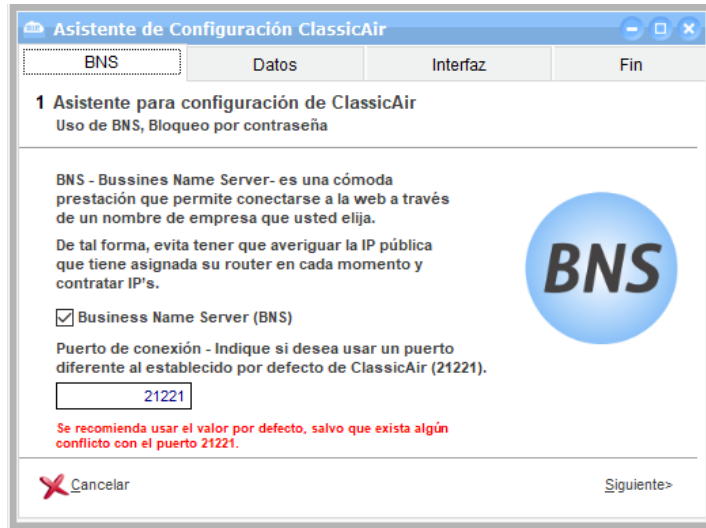 Asistente de Configuración ClassicAir
BNS
Datos
Interfaz
Fin
1 Asistente para configuración de ClassicAir
Uso de BNS, Bloqueo por contraseña
BNS - Bussines Name Server- es una cómoda
prestación que permite conectarse a la web a través
de un nombre de empresa que usted elija.
De tal forma, evita tener que averiguar la IP pública
que tiene asignada su router en cada momento y
contratar IP's.
BNS
Business Name Server (BNS)
Puerto de conexión - Indique si desea usar un puerto
diferente al establecido por defecto de ClassicAir (21221).
21221
Se recomienda usar el valor por defecto, salvo que exista algún
conflicto con el puerto 21221.
Cancelar
Siguiente>